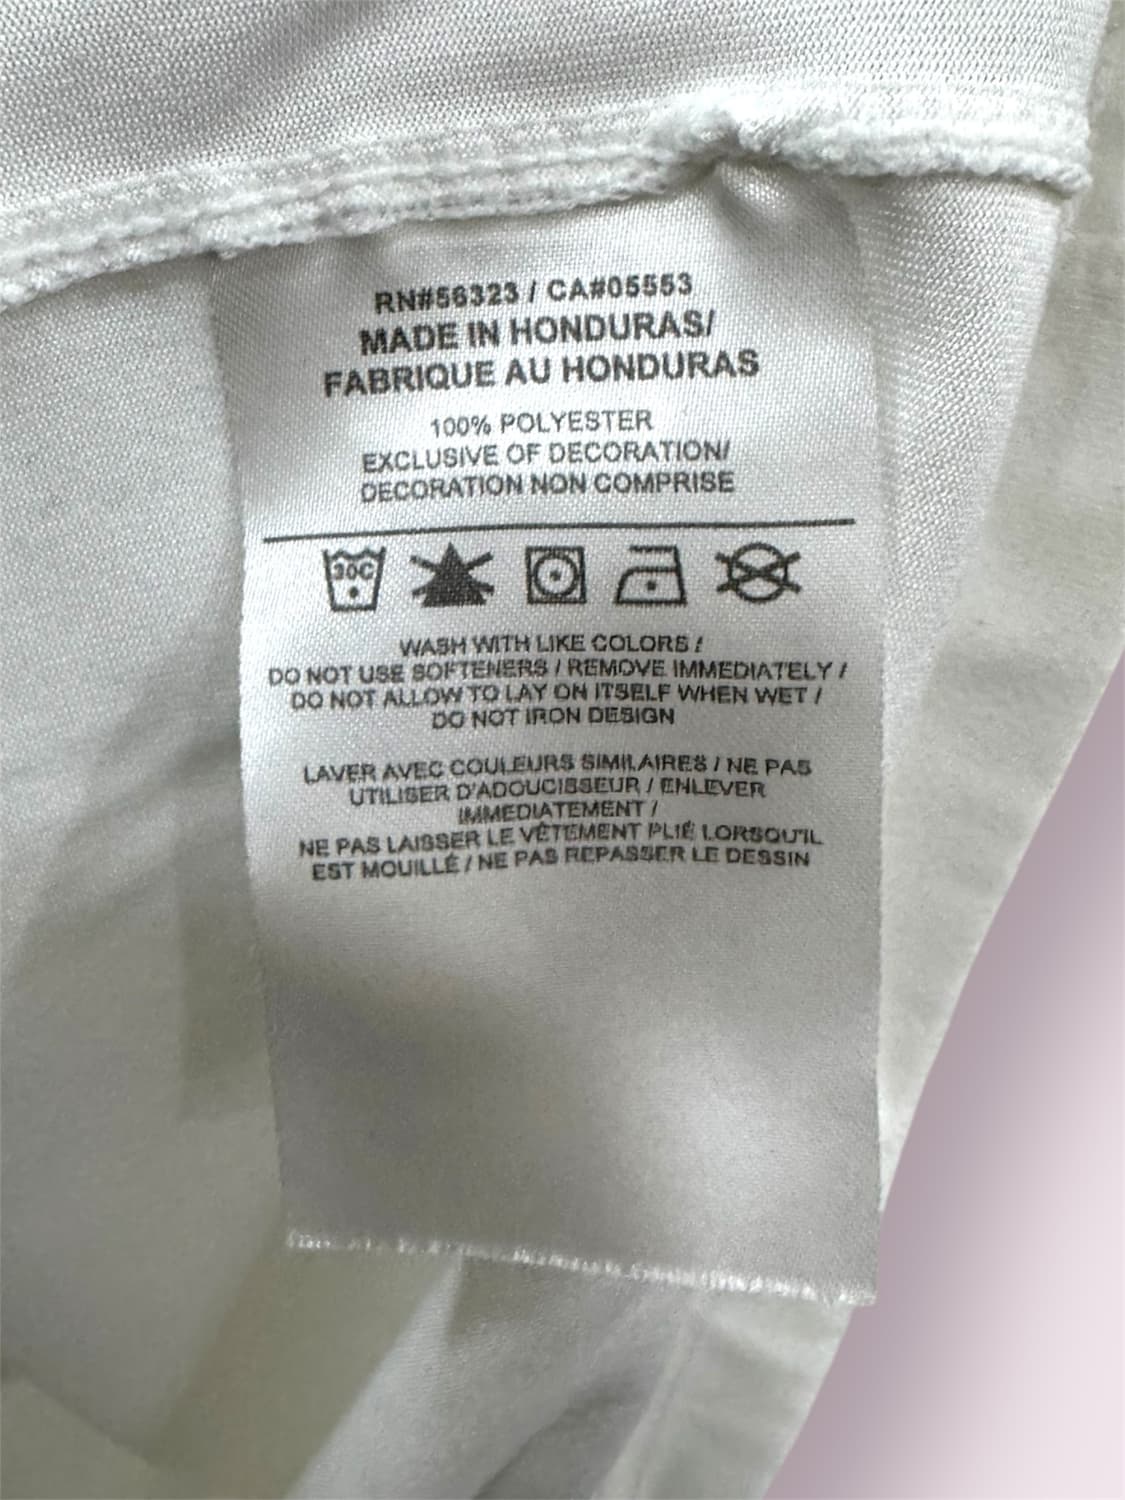 RN#56323 / CA#05553
MADE IN HONDURAS/
FABRIQUE AU HONDURAS
100% POLYESTER
EXCLUSIVE OF DECORATION/
DECORATION NON COMPRISE
30C
WASH WITH LIKE COLORS /
DO NOT USE SOFTENERS / REMOVE IMMEDIATELY /
DO NOT ALLOW TO LAY ON ITSELF WHEN WET /
DO NOT IRON DESIGN
LAVER AVEC COULEURS SIMILAIRES / NE PAS
UTILISER D'ADOUCISSEUR / ENLEVER
IMMEDIATEMENT /
NE PAS LAISSER LE VÊTEMENT PLIÉ LORSQU'IL
EST MOUILLÉ / NE PAS REPASSER LE DESSIN